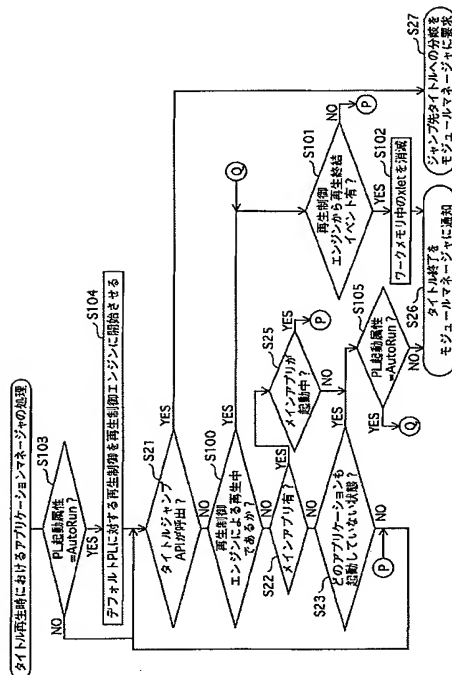 タイトル再生時におけるアプリケーションマネージャの処理
S103
PL起動属性
=AutoRun?
NO
YES
S104
デフォルトPLに対する再生制御を再生制御エンジンに開始させる
S21
タイトルジャンプ
APIが呼出?
YES
NO
S100
再生制御
エンジンによる再生中
であるか?
YES
NO
S22
メインアプリ有?
YES
NO
S25
メインアプリが
起動中?
YES
P
NO
S23
どのアプリケーションも
起動していない状態?
YES
NO
P
S105
PL起動属性
=AutoRun?
YES
Q
NO
Q
S101
再生制御
エンジンから再生終結
イベント有?
NO
P
YES
S102
ワークメモリ中のxletを消滅
S26
タイトル終了を
モジュールマネージャに通知
S27
ジャンプ先タイトルへの分岐を
モジュールマネージャに要求